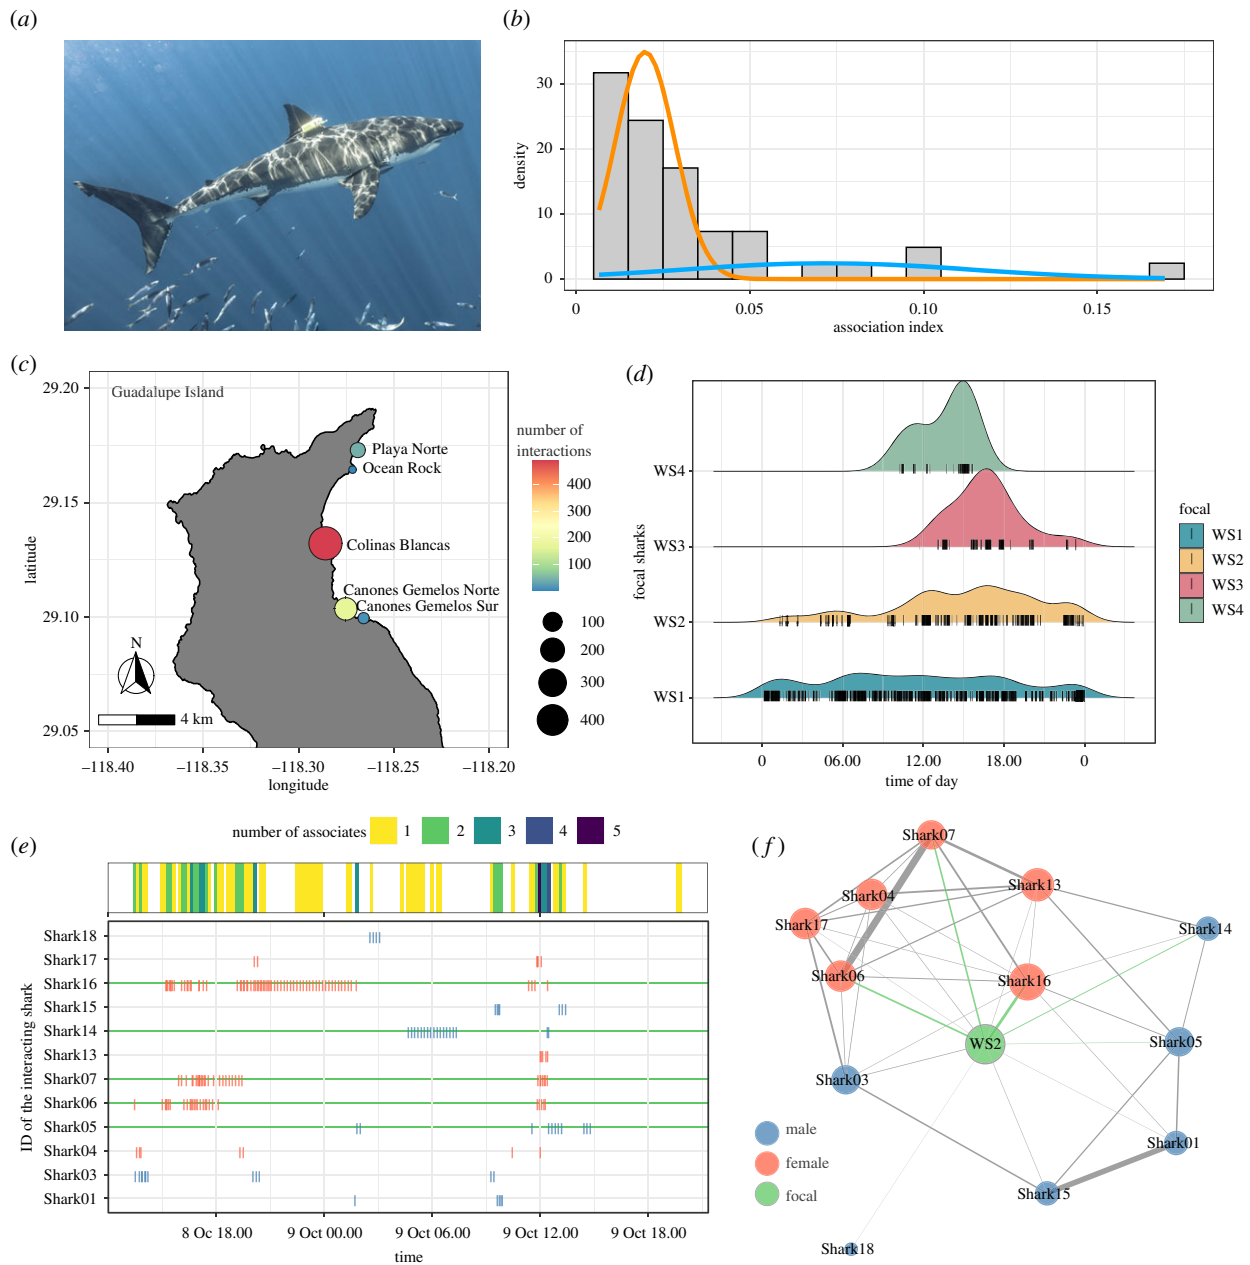 (a)
(b)
30
20
10
0
density
0
0.05
0.10
0.15
association index
(c)
Guadalupe Island
29.20
29.15
29.10
29.05
latitude
Playa Norte
Ocean Rock
Colinas Blancas
Canones Gemelos Norte
Canones Gemelos Sur
N
4 km
−118.40
−118.35
−118.30
−118.25
−118.20
longitude
number of
interactions
400
300
200
100
100
200
300
400
(d)
WS4
WS3
WS2
WS1
focal sharks
0
06.00
12.00
18.00
0
time of day
focal
WS1
WS2
WS3
WS4
(e)
number of associates
1
2
3
4
5
Shark18
Shark17
Shark16
Shark15
Shark14
Shark13
Shark07
Shark06
Shark05
Shark04
Shark03
Shark01
ID of the interacting shark
8 Oc 18.00
9 Oct 00.00
9 Oct 06.00
9 Oct 12.00
9 Oct 18.00
time
(f)
Shark07
Shark13
Shark04
Shark17
Shark14
Shark06
Shark16
WS2
Shark05
Shark03
Shark01
Shark15
Shark18
male
female
focal